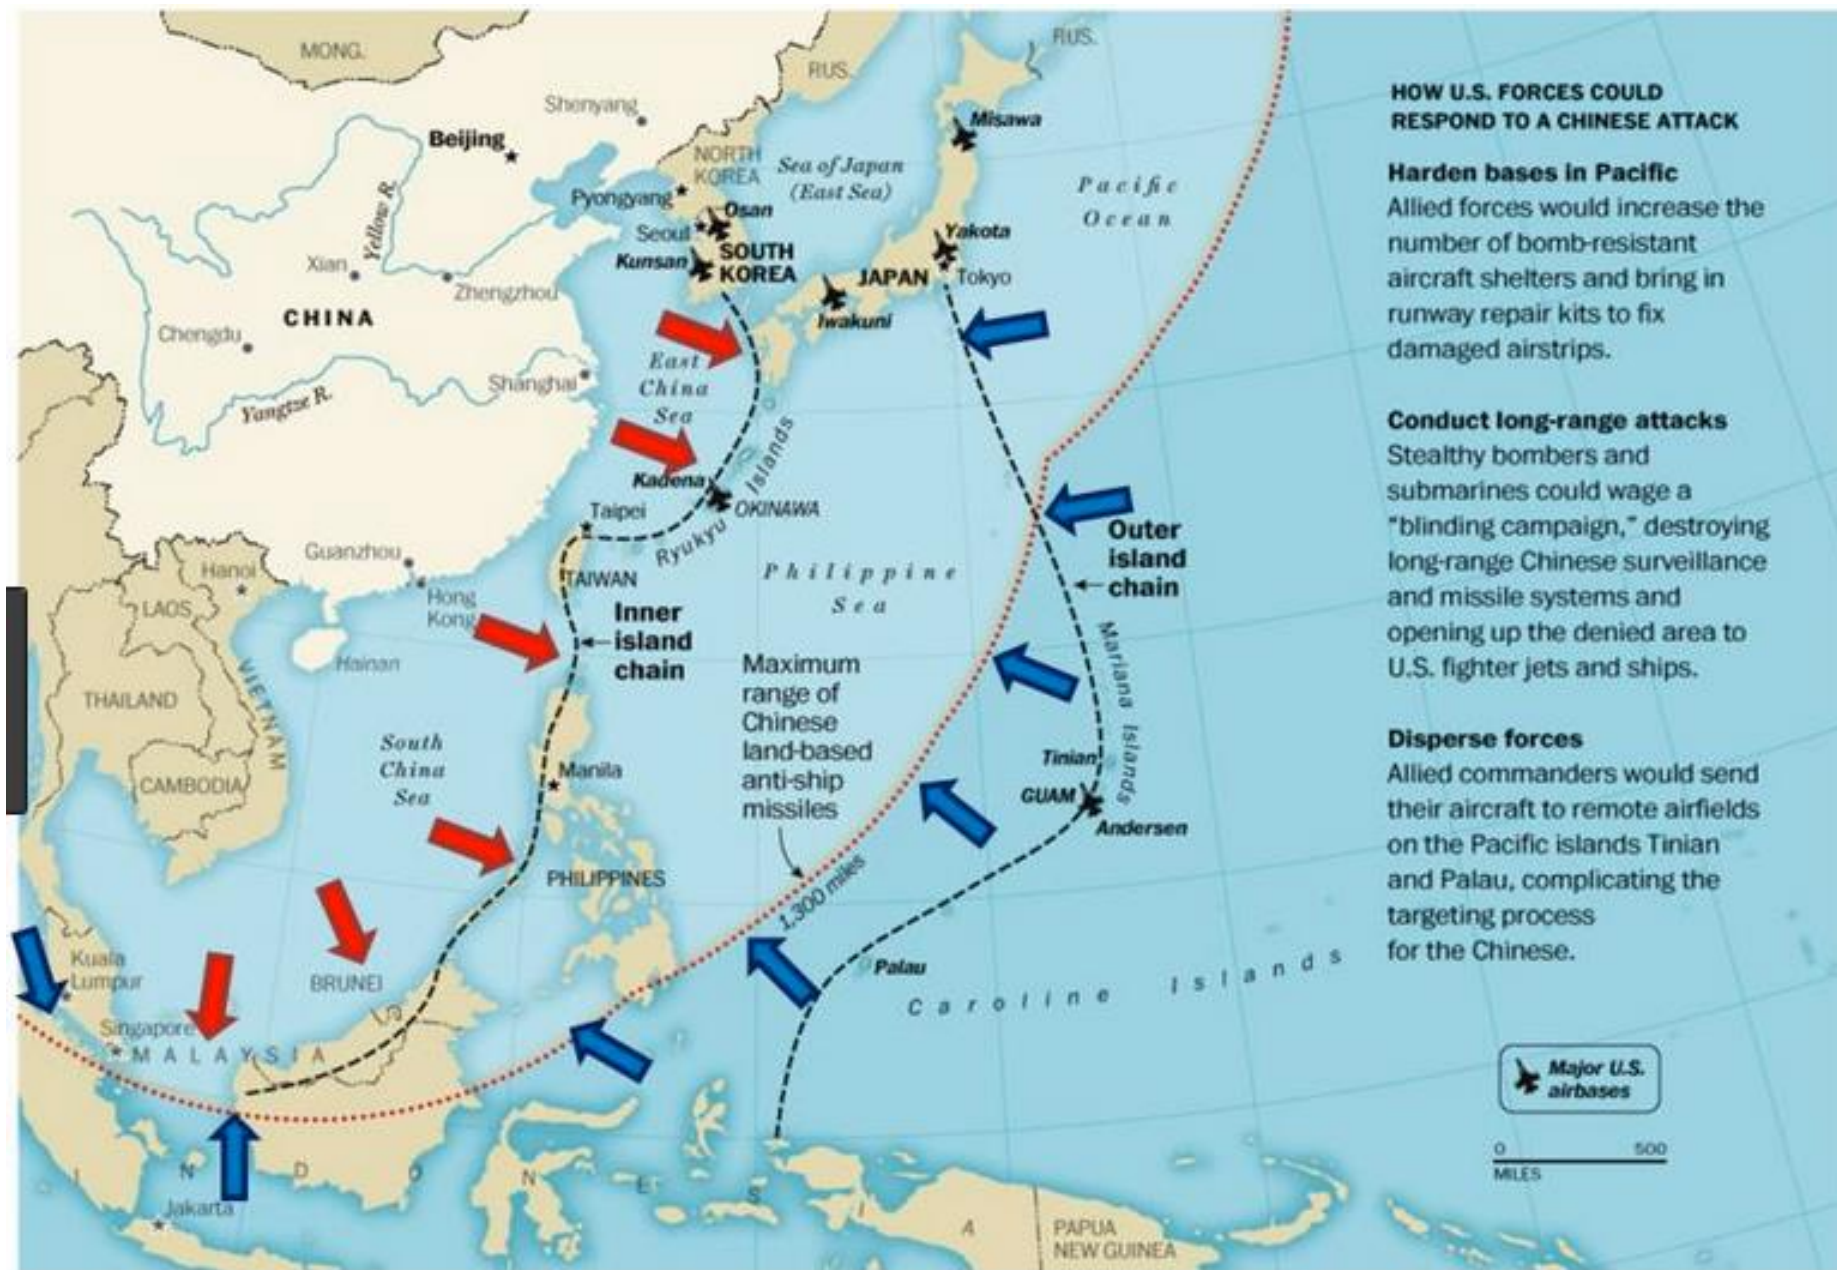 MONG.
RUS.
RUS.
Shenyang
Beijing
Misawa
NORTH
KOREA
Sea of Japan
(East Sea)
Pacific
Ocean
Pyongyang
Osan
Seoul
SOUTH
KOREA
Kunsan
Yakota
JAPAN
Tokyo
Iwakuni
Yellow R.
Xian
Zhengzhou
CHINA
Chengdu
Shanghai
Yangtze R.
East
China
Sea
Kadena
OKINAWA
Ryukyu Islands
Taipei
TAIWAN
Guanzhou
Hong
Kong
Hanoi
LAOS
Hainan
VIETNAM
THAILAND
CAMBODIA
Philippine
Sea
Inner
island
chain
Outer
island
chain
Maximum
range of
Chinese
land-based
anti-ship
missiles
1,300 miles
Mariana Islands
Tinian
GUAM
Andersen
South
China
Sea
Manila
PHILIPPINES
Palau
Caroline Islands
Kuala
Lumpur
BRUNEI
Singapore
MALAYSIA
INDONESIA
Jakarta
PAPUA
NEW GUINEA
HOW U.S. FORCES COULD
RESPOND TO A CHINESE ATTACK
Harden bases in Pacific
Allied forces would increase the
number of bomb-resistant
aircraft shelters and bring in
runway repair kits to fix
damaged airstrips.
Conduct long-range attacks
Stealthy bombers and
submarines could wage a
"blinding campaign," destroying
long-range Chinese surveillance
and missile systems and
opening up the denied area to
U.S. fighter jets and ships.
Disperse forces
Allied commanders would send
their aircraft to remote airfields
on the Pacific islands Tinian
and Palau, complicating the
targeting process
for the Chinese.
Major U.S.
airbases
0 500
MILES